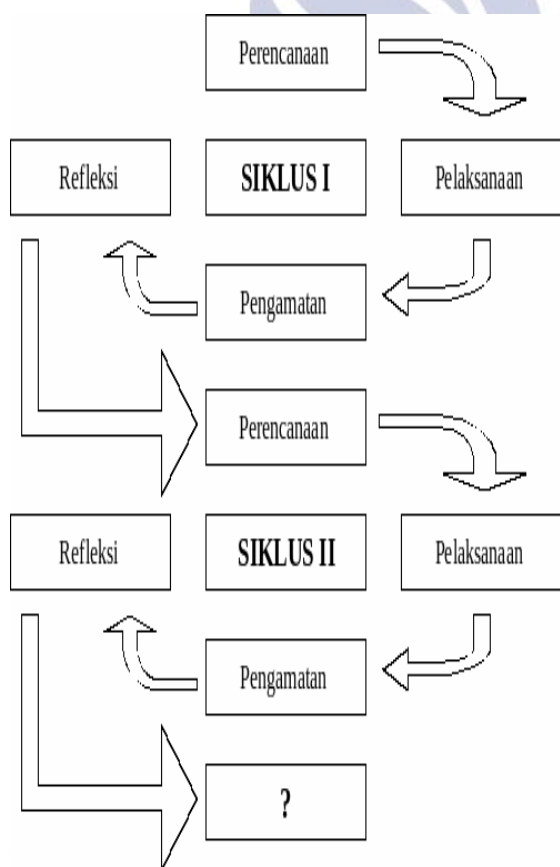 Perencanaan
Refleksi
SIKLUS I
Pelaksanaan
Pengamatan
Perencanaan
Refleksi
SIKLUS II
Pelaksanaan
Pengamatan
?